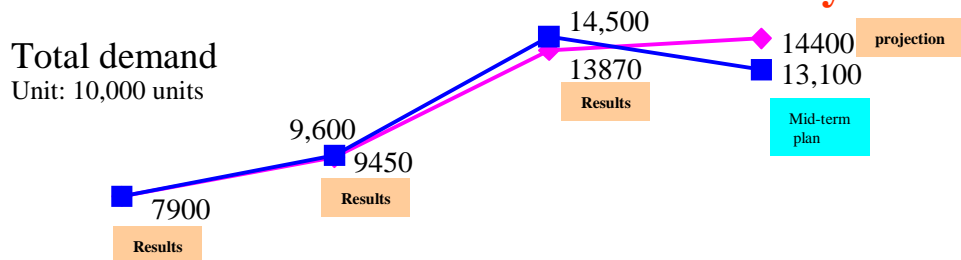 Total demand
Unit: 10,000 units
14,500
14400
projection
13870
13,100
Results
Mid-term
plan
9,600
9450
Results
7900
Results